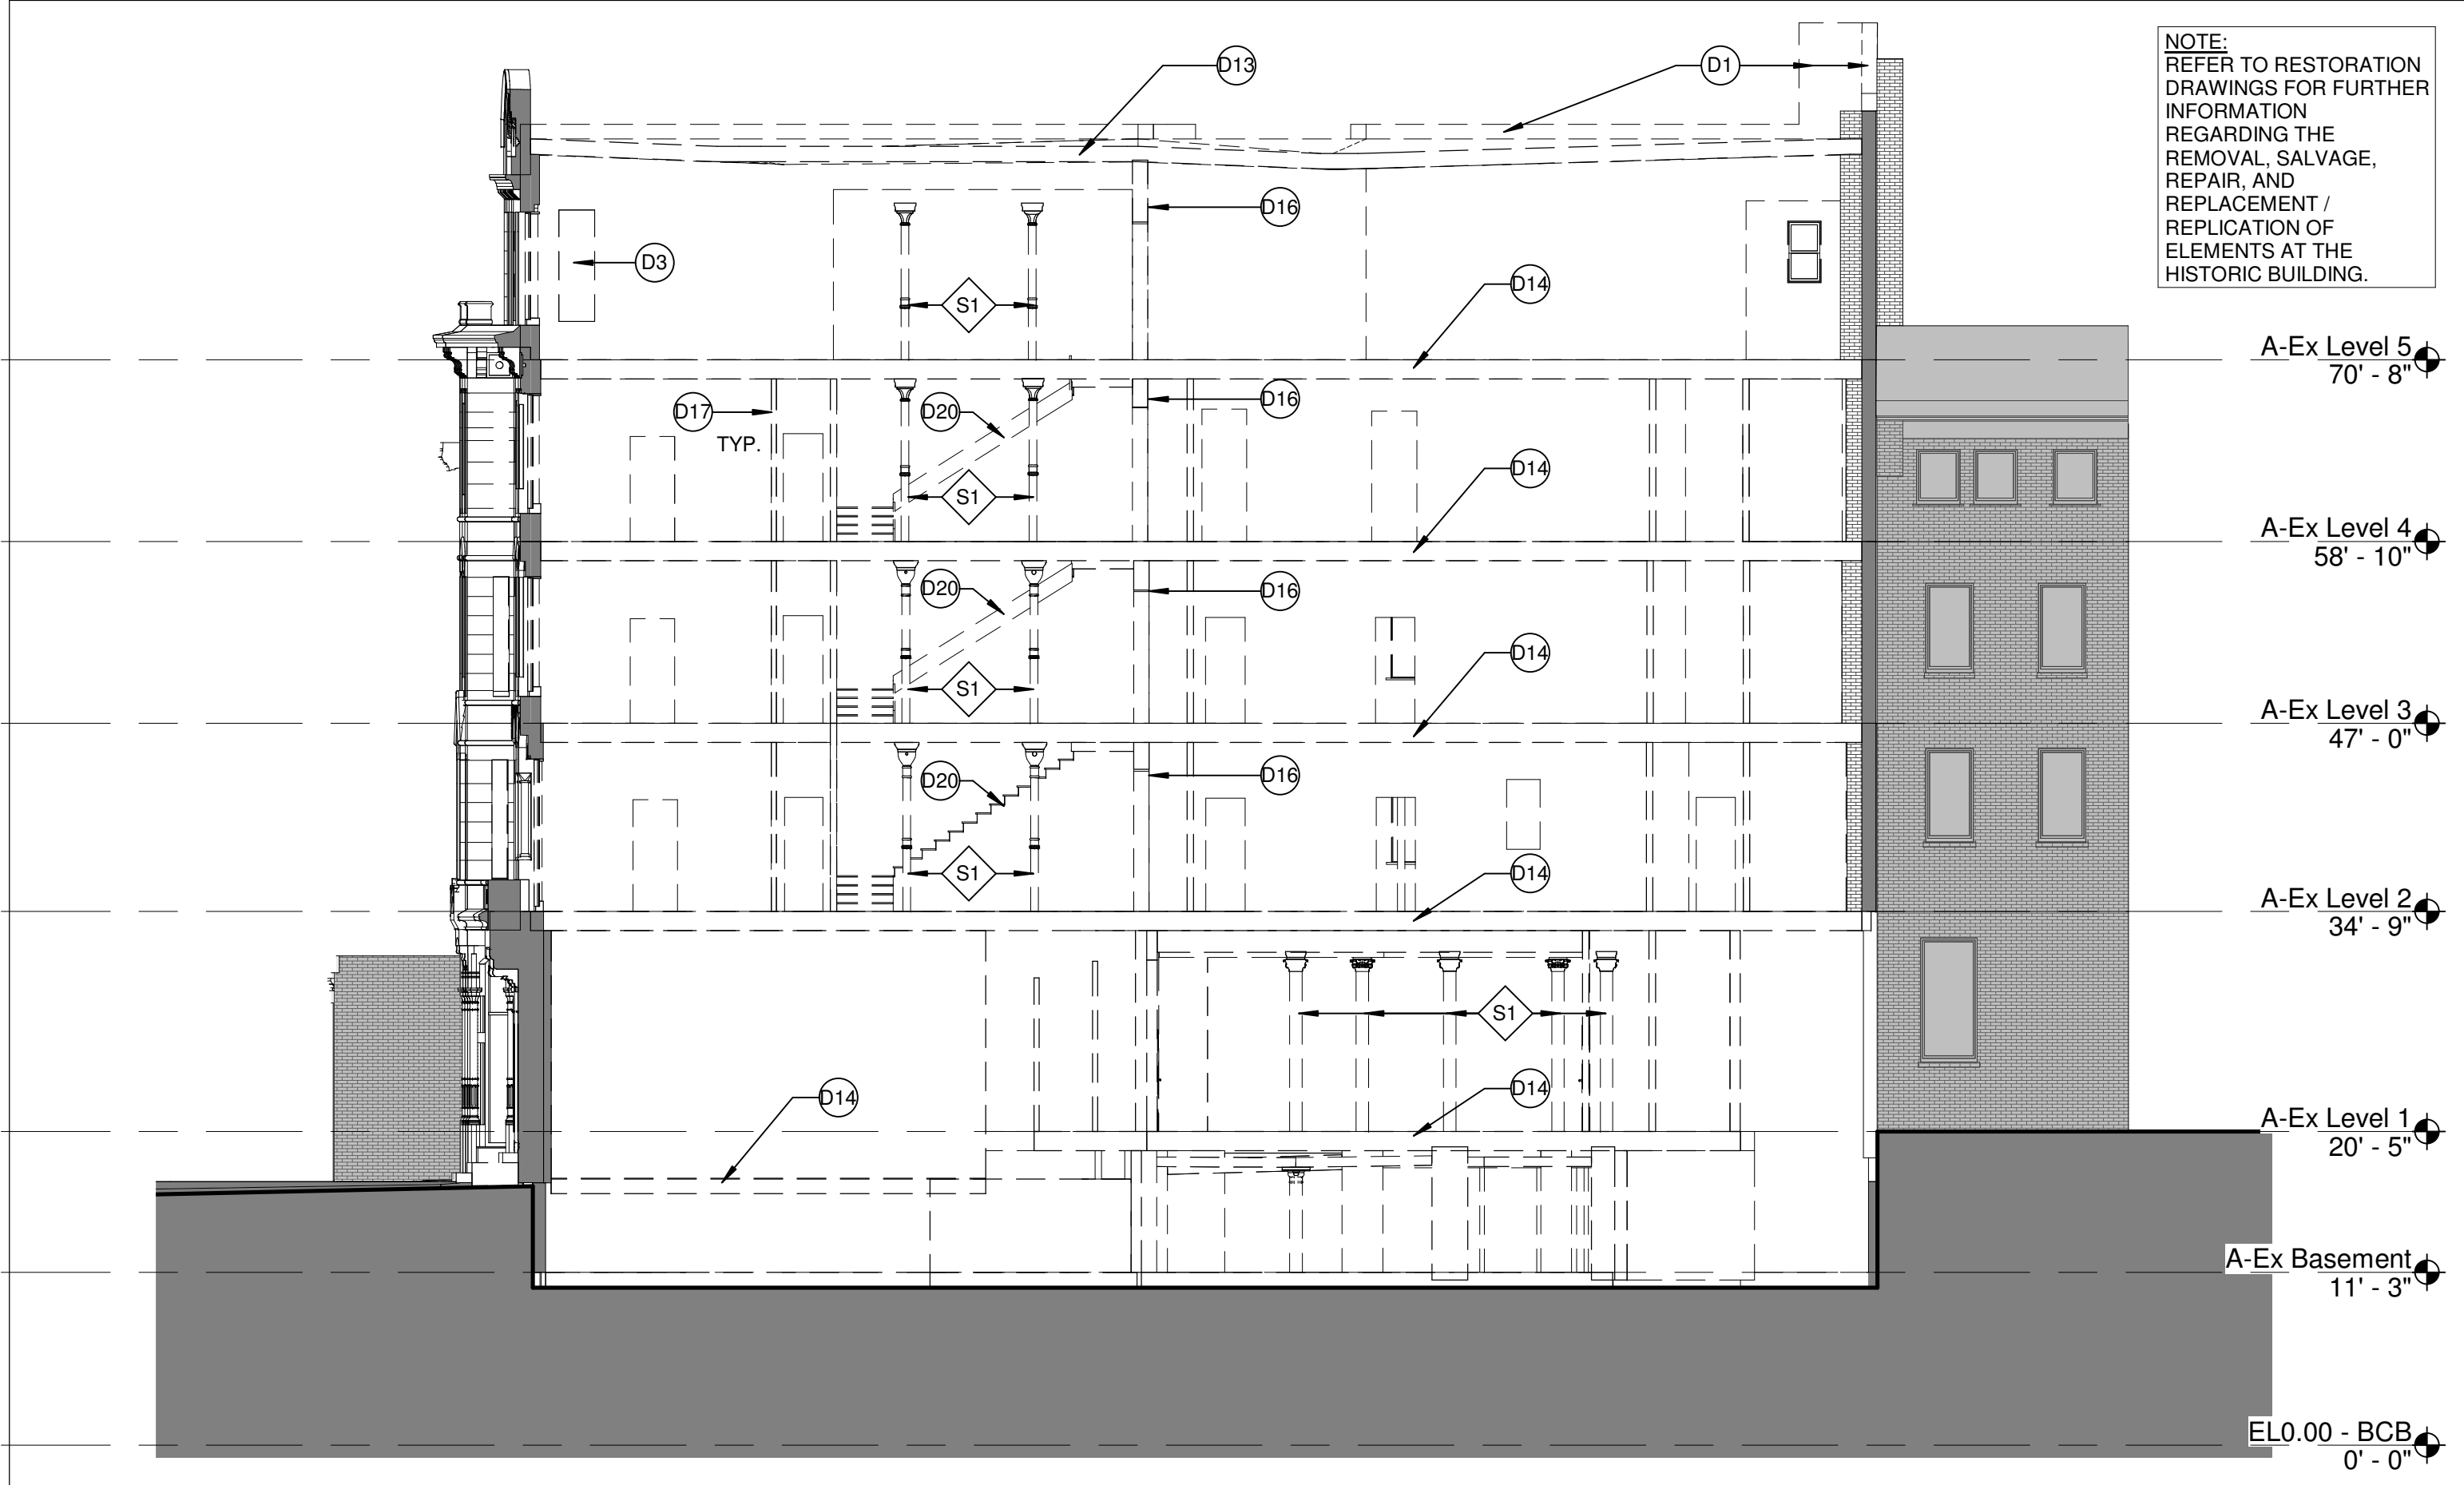 NOTE:
REFER TO RESTORATION
DRAWINGS FOR FURTHER
INFORMATION
REGARDING THE
REMOVAL, SALVAGE,
REPAIR, AND
REPLACEMENT /
REPLICATION OF
ELEMENTS AT THE
HISTORIC BUILDING.
D13
D1
D16
D3
S1
D14
A-Ex Level 5
70' - 8"
D17
TYP.
D20
D16
S1
D14
A-Ex Level 4
58' - 10"
D20
D16
S1
D14
A-Ex Level 3
47' - 0"
D20
D16
S1
D14
A-Ex Level 2
34' - 9"
S1
D14
D14
A-Ex Level 1
20' - 5"
A-Ex Basement
11' - 3"
EL0.00 - BCB
0' - 0"